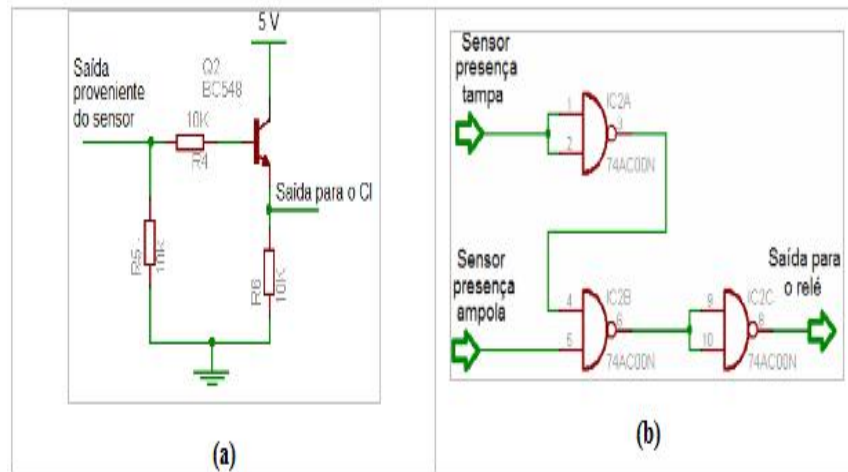 5 V
Saída
proveniente
do sensor
Q2
BC548
10K
R4
Saída para o CI
R5
10K
R6
10K
(a)
Sensor
presença
tampa
IC2A
1
2
3
74AC00N
Sensor
presença
ampola
IC2B
4
5
6
74AC00N
IC2C
9
10
8
74AC00N
Saída para
o relé
(b)